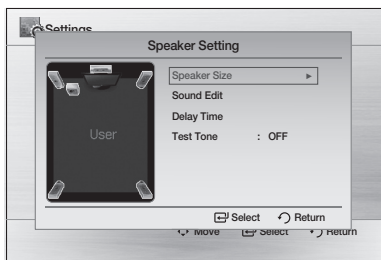 Settings
Speaker Setting
Speaker Size ►
Sound Edit
Delay Time
Test Tone : OFF
User
Select Return
Move Select Return